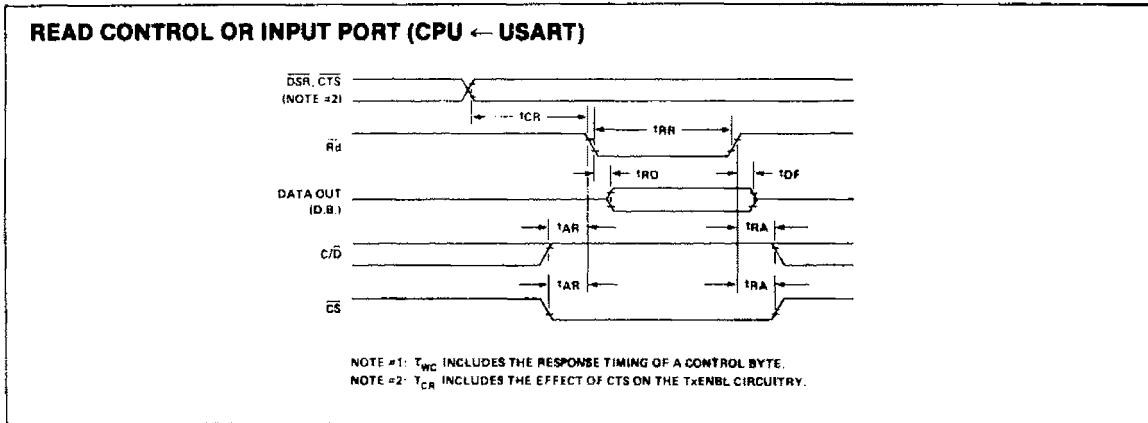 READ CONTROL OR INPUT PORT (CPU ← USART)
DSR, CTS
(NOTE #2)
tCR
tRR
Rd
tRD
tDF
DATA OUT
(D.B.)
tAR
tRA
C/D
tAR
tRA
CS
NOTE #1: TWC INCLUDES THE RESPONSE TIMING OF A CONTROL BYTE.
NOTE #2: TCR INCLUDES THE EFFECT OF CTS ON THE TxENBL CIRCUITRY.